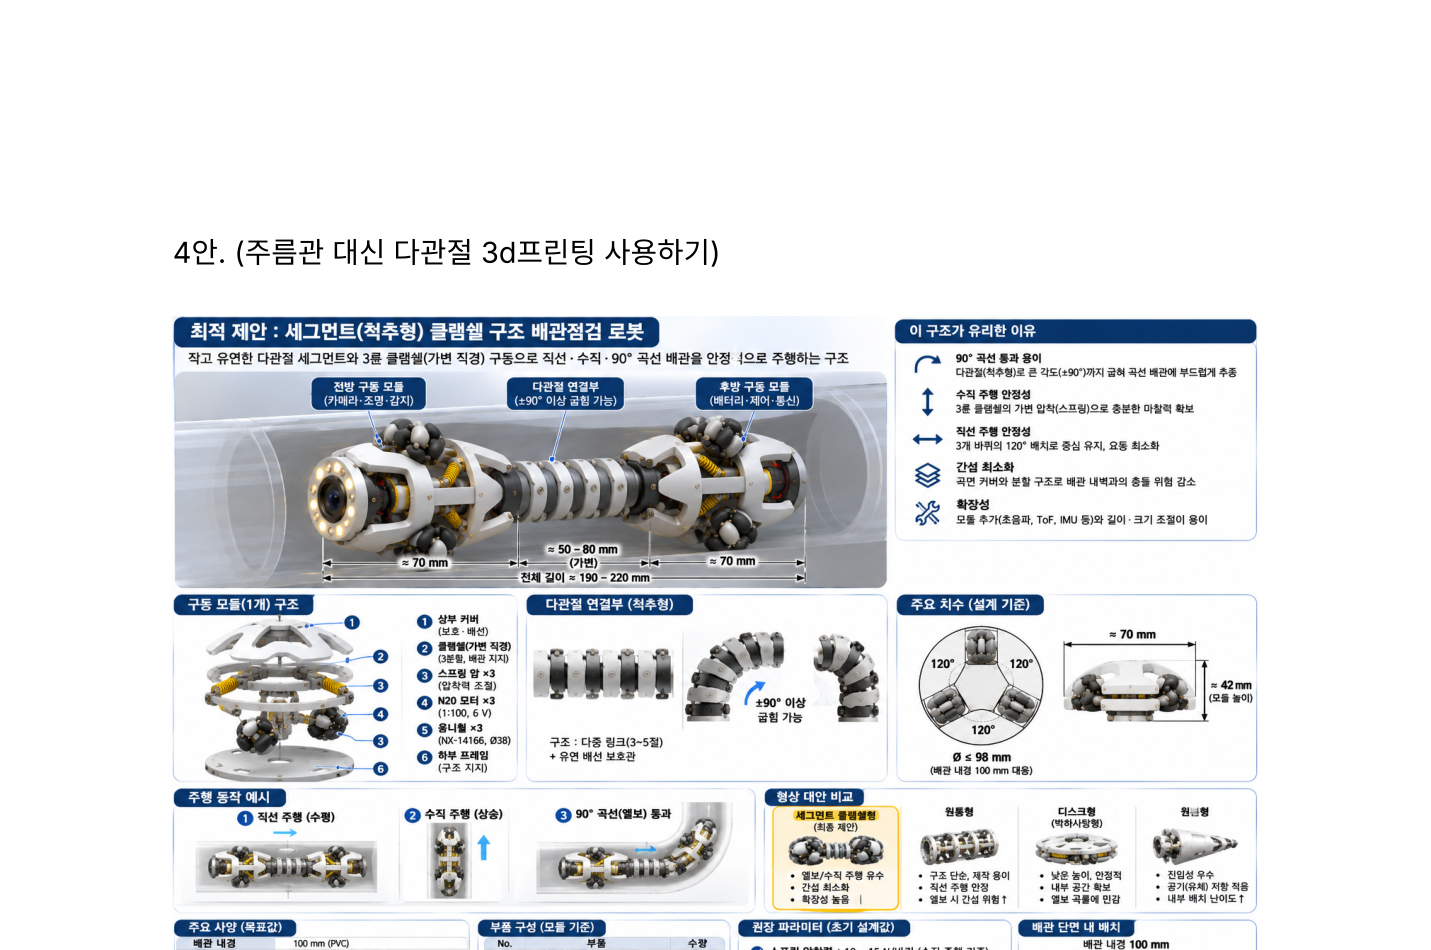 4안. (주름관 대신 다관절 3d프린팅 사용하기)
최적 제안 : 세그먼트(척추형) 클램쉘 구조 배관점검 로봇
작고 유연한 다관절 세그먼트와 3륜 클램쉘(가변 직경) 구동으로 직선 · 수직 · 90° 곡선 배관을 안정 으로 주행하는 구조
전방 구동 모듈
(카메라·조명·감지)
다관절 연결부
(±90° 이상 굽힘 가능)
후방 구동 모듈
(배터리·제어·통신)
≈ 70 mm
≈ 50 – 80 mm
(가변)
≈ 70 mm
전체 길이 ≈ 190 – 220 mm
이 구조가 유리한 이유
90° 곡선 통과 용이
다관절(척추형)로 큰 각도(±90°)까지 굽혀 곡선 배관에 부드럽게 추종
수직 주행 안정성
3륜 클램쉘의 가변 압착(스프링)으로 충분한 마찰력 확보
직선 주행 안정성
3개 바퀴의 120° 배치로 중심 유지, 요동 최소화
간섭 최소화
곡면 커버와 분할 구조로 배관 내벽과의 충돌 위험 감소
확장성
모듈 추가(초음파, ToF, IMU 등)와 길이 · 크기 조절이 용이
구동 모듈(1개) 구조
1
2
3
4
3
6
1 상부 커버
(보호 · 배선)
2 클램쉘(가변 직경)
(3분할, 배관 지지)
3 스프링 암 ×3
(압착력 조절)
4 N20 모터 ×3
(1:100, 6 V)
5 옴니휠 ×3
(NX-14166, Ø38)
6 하부 프레임
(구조 지지)
다관절 연결부 (척추형)
±90° 이상
굽힘 가능
구조 : 다중 링크(3~5절)
+ 유연 배선 보호관
주요 치수 (설계 기준)
120°
120°
120°
Ø ≤ 98 mm
(배관 내경 100 mm 대응)
≈ 70 mm
≈ 42 mm
(모듈 높이)
주행 동작 예시
1 직선 주행 (수평)
2 수직 주행 (상승)
3 90° 곡선(엘보) 통과
형상 대안 비교
세그먼트 클램쉘형
(최종 제안)
• 엘보/수직 주행 우수
• 간섭 최소화
• 확장성 높음
원통형
• 구조 단순, 제작 용이
• 직선 주행 안정
• 엘보 시 간섭 위험↑
디스크형
(박하사탕형)
• 낮은 높이, 안정적
• 내부 공간 확보
• 엘보 곡률에 민감
• 진입성 우수
• 공기(유체) 저항 적음
• 내부 배치 난이도↑
주요 사양 (목표값)
배관 내경 100 mm (PVC)
부품 구성 (모듈 기준)
No. 부품 수량
권장 파라미터 (초기 설계값)
배관 단면 내 배치
배관 내경 100 mm